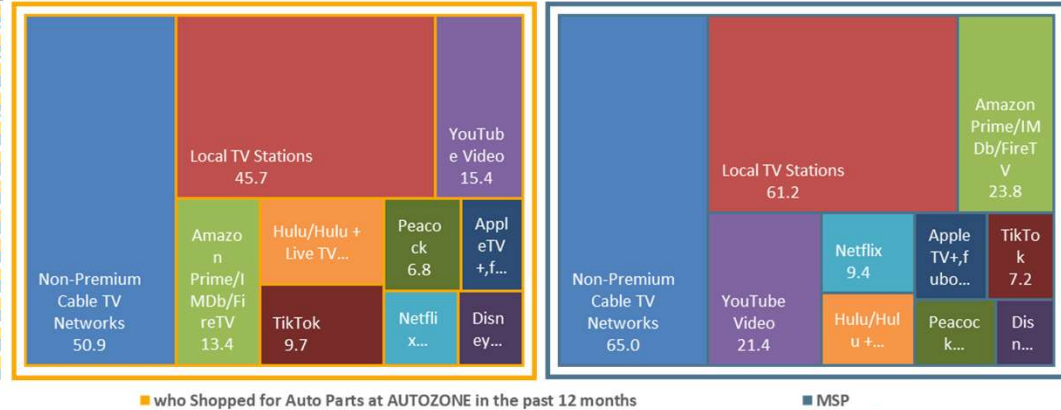 Local TV Stations
45.7
YouTub
e Video
15.4
Non-Premium
Cable TV
Networks
50.9
Amazo
n
Prime/I
MDb/Fi
reTV
13.4
Hulu/Hulu +
Live TV...
TikTok
9.7
Peaco
ck
6.8
Apple
eTV
+,f...
Netfli
x...
Disn
ey...
Non-Premium
Cable TV
Networks
65.0
Local TV Stations
61.2
Amazon
Prime/IM
Db/FireT
V
23.8
YouTube
Video
21.4
Netflix
9.4
Hulu/Hul
u +...
Apple
TV+,f
ubo...
TikTo
k
7.2
Peacoc
k...
Dis
n...
who Shopped for Auto Parts at AUTOZONE in the past 12 months
MSP